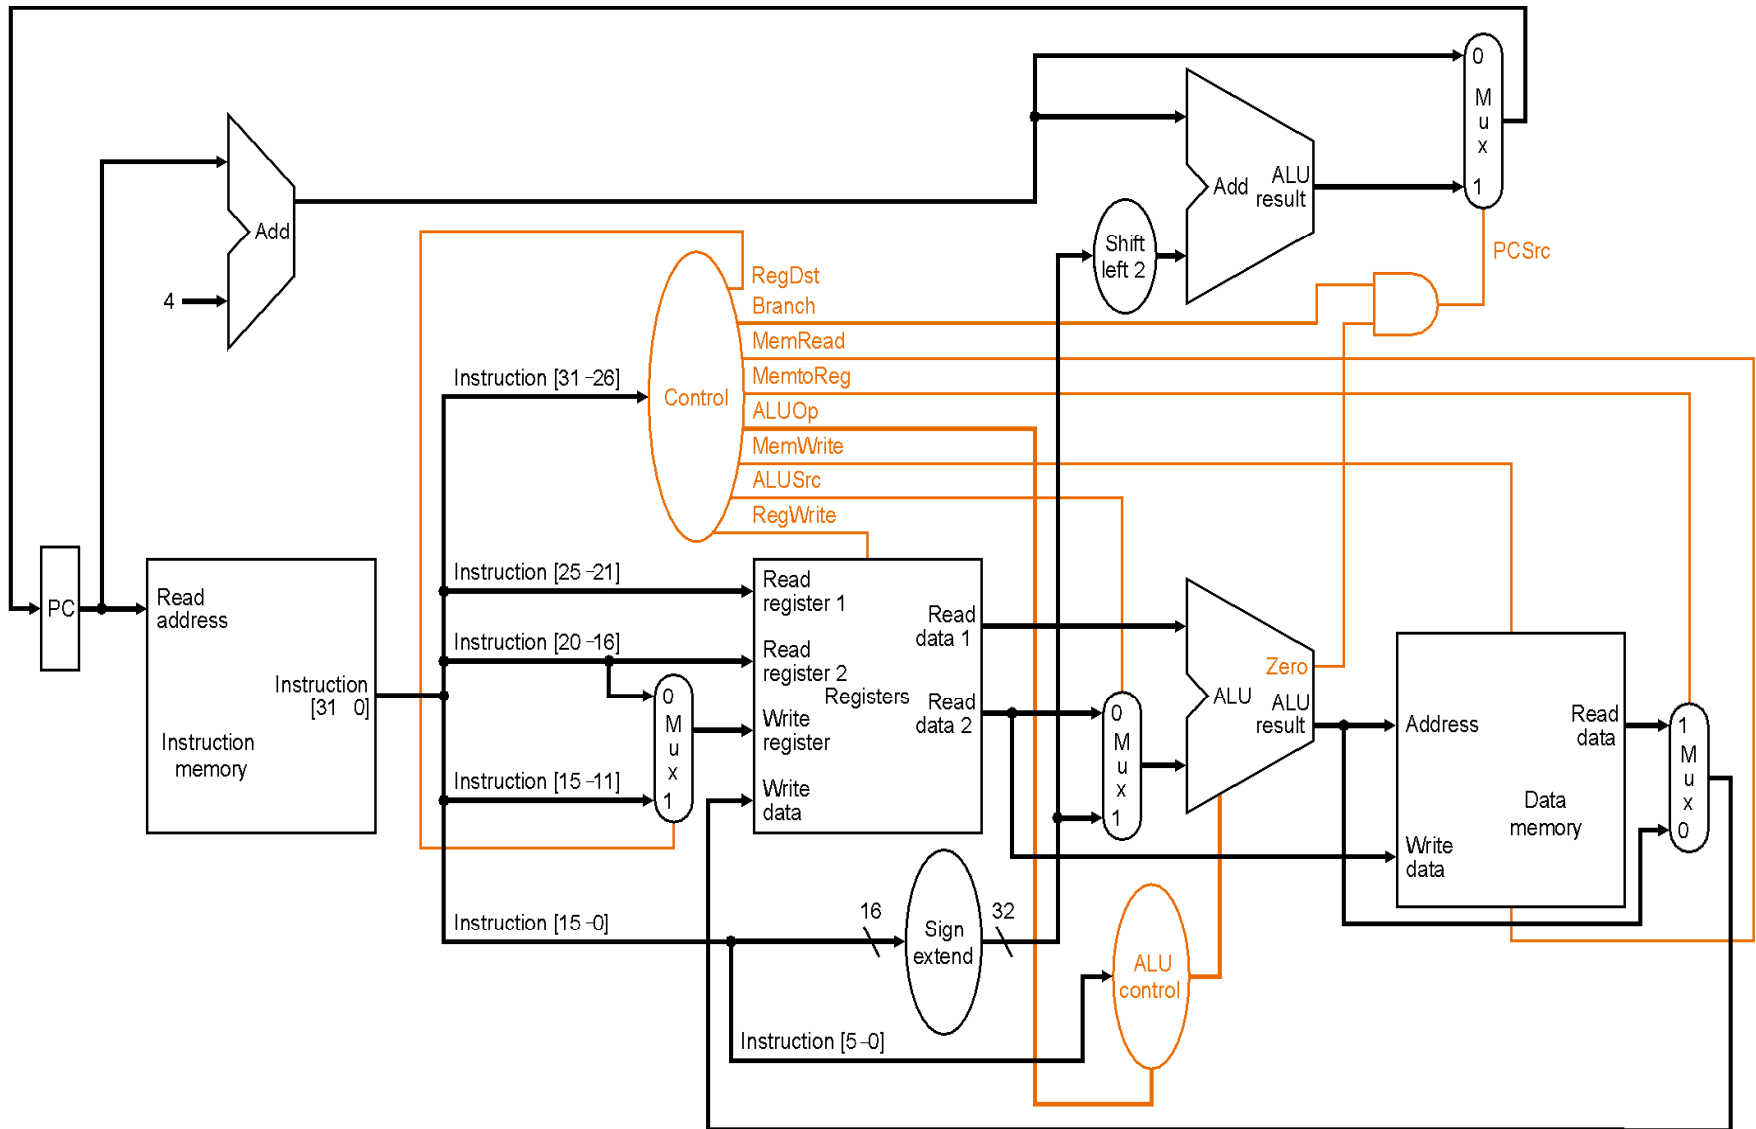 0
M
u
x
1
Add
ALU
result
Shift
left 2
PCSrc
Add
4
RegDst
Branch
MemRead
MemtoReg
ALUOp
MemWrite
ALUSrc
RegWrite
Control
Instruction [31–26]
Instruction [25–21]
Instruction [20–16]
Instruction [15–11]
Instruction [15–0]
Instruction [5–0]
PC
Read
address
Instruction
[31 0]
Instruction
memory
0
M
u
x
1
Read
register 1
Read
register 2
Write
register
Write
data
Registers
Read
data 1
Read
data 2
0
M
u
x
1
Zero
ALU
ALU
result
Address
Write
data
Read
data
Data
memory
1
M
u
x
0
16
Sign
extend
32
ALU
control